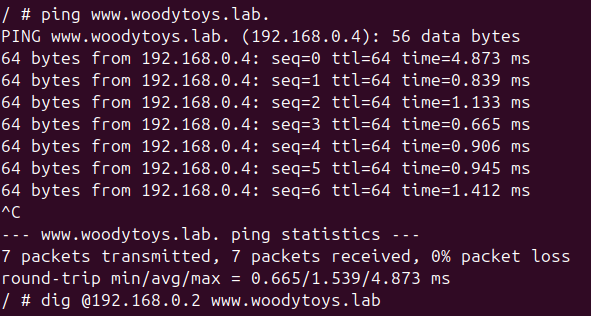 / # ping www.woodytoys.lab.
PING www.woodytoys.lab. (192.168.0.4): 56 data bytes
64 bytes from 192.168.0.4: seq=0 ttl=64 time=4.873 ms
64 bytes from 192.168.0.4: seq=1 ttl=64 time=0.839 ms
64 bytes from 192.168.0.4: seq=2 ttl=64 time=1.133 ms
64 bytes from 192.168.0.4: seq=3 ttl=64 time=0.665 ms
64 bytes from 192.168.0.4: seq=4 ttl=64 time=0.906 ms
64 bytes from 192.168.0.4: seq=5 ttl=64 time=0.945 ms
64 bytes from 192.168.0.4: seq=6 ttl=64 time=1.412 ms
^C
--- www.woodytoys.lab. ping statistics ---
7 packets transmitted, 7 packets received, 0% packet loss
round-trip min/avg/max = 0.665/1.539/4.873 ms
/ # dig @192.168.0.2 www.woodytoys.lab